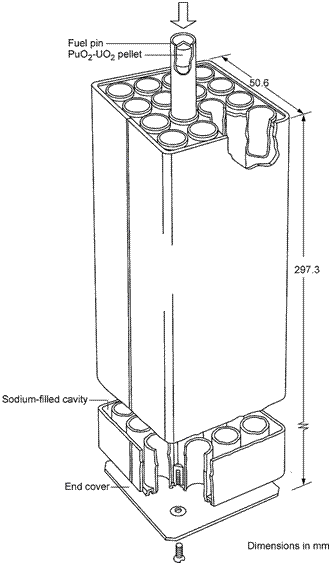 Fuel pin
PuO2-UO2 pellet
50.6
297.3
Sodium-filled cavity
End cover
Dimensions in mm